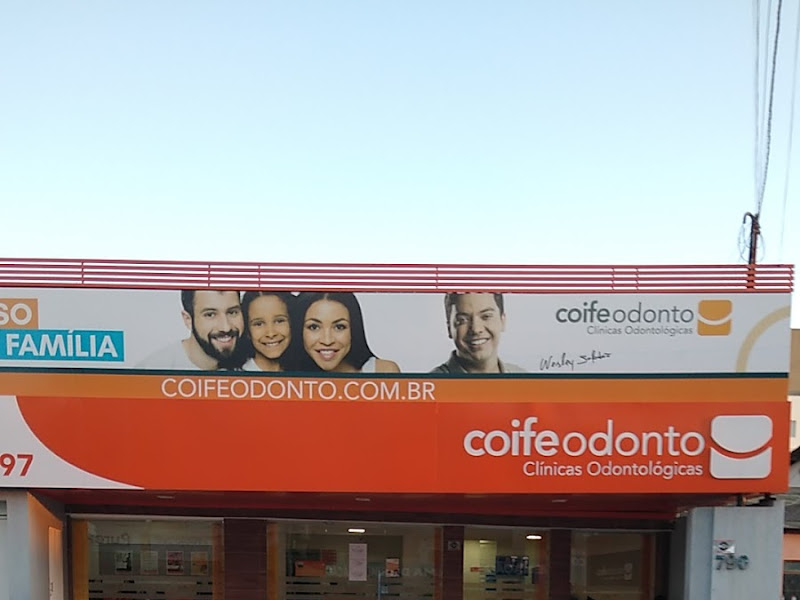 SO
FAMÍLIA
coifeodonto
Clínicas Odontológicas
COIFEODONTO.COM.BR
97
coifeodonto
Clínicas Odontológicas
790